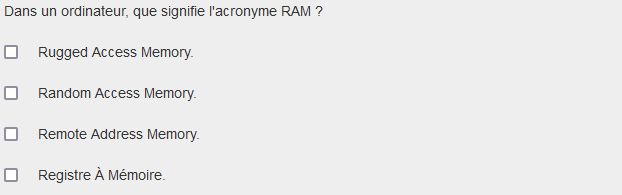 Dans un ordinateur, que signifie l'acronyme RAM ?
Rugged Access Memory.
Random Access Memory.
Remote Address Memory.
Registre À Mémoire.